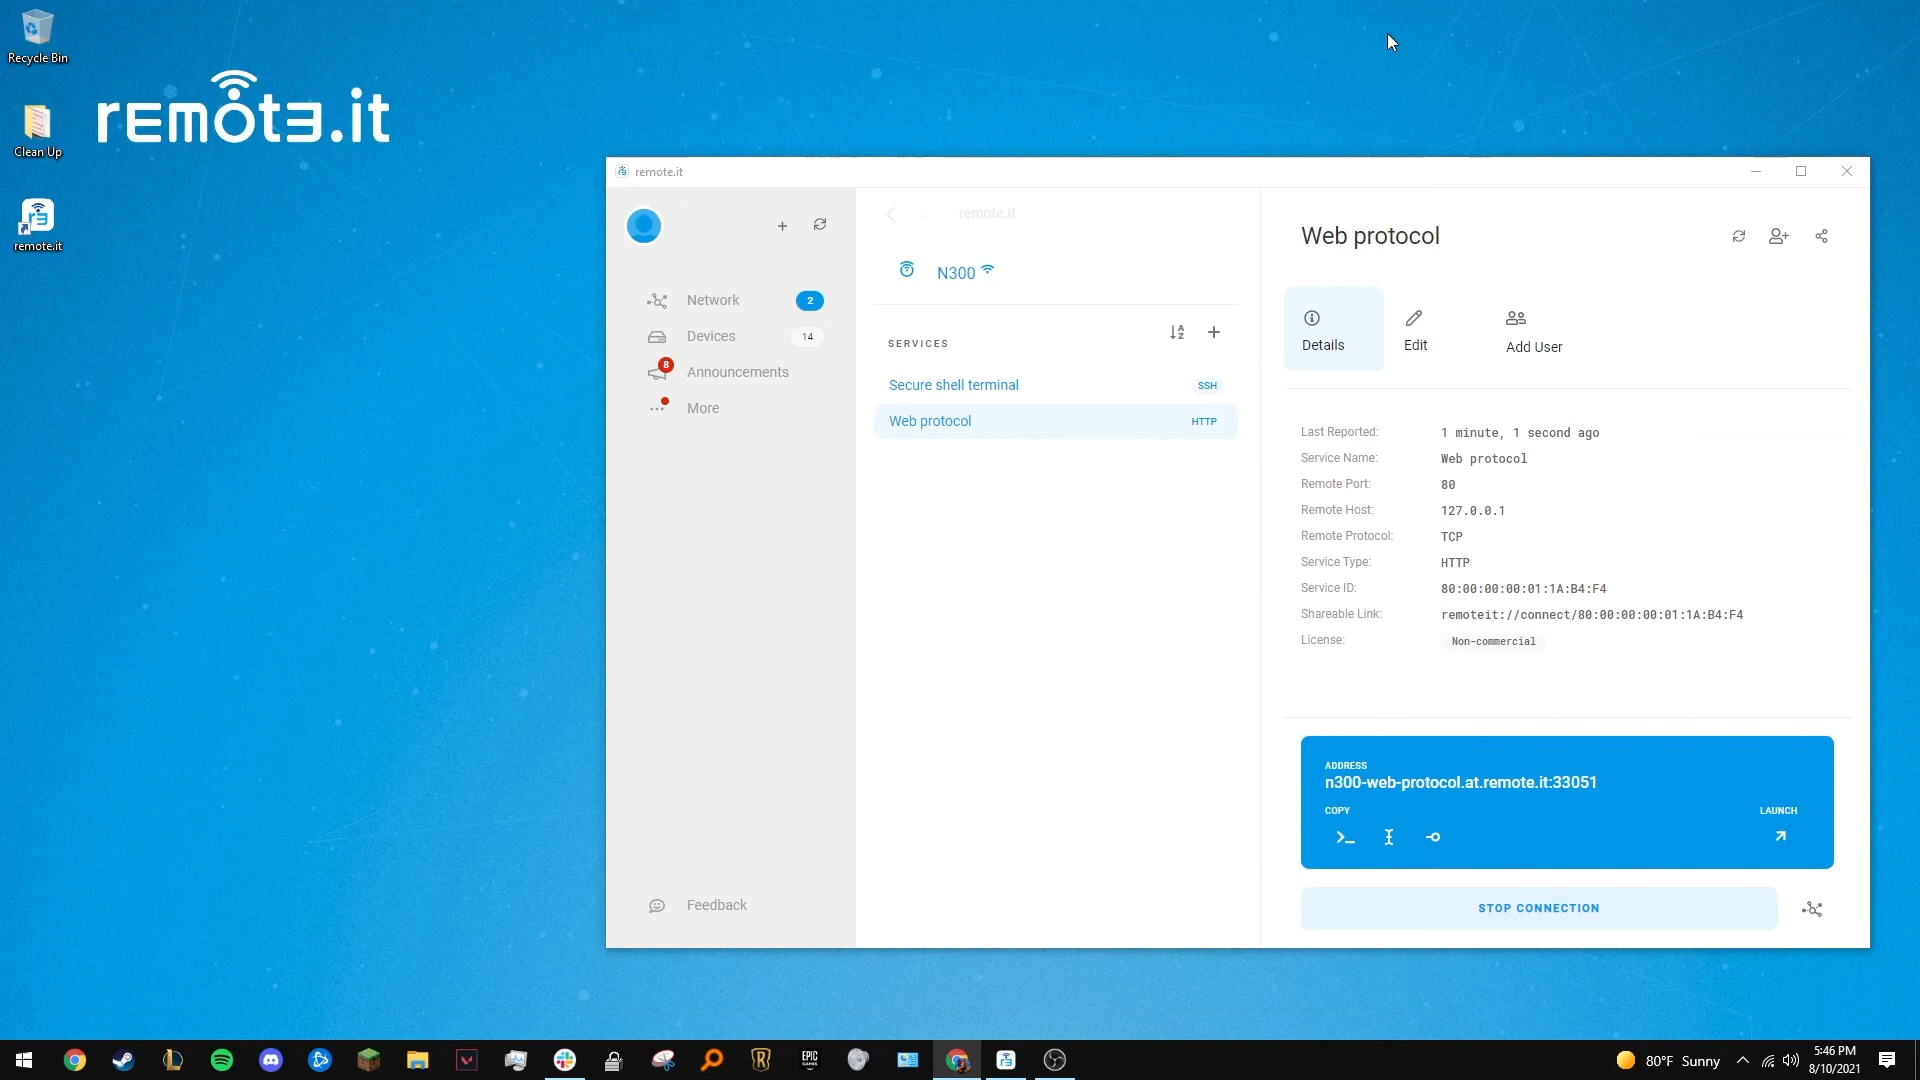 Recycle Bin
Clean Up
remote.it
remotƎ.it
remote.it
Network
2
Devices
14
8
Announcements
More
Feedback
remote.it
N300
SERVICES
Secure shell terminal
SSH
Web protocol
HTTP
Web protocol
Details
Edit
Add User
Last Reported:
1 minute, 1 second ago
Service Name:
Web protocol
Remote Port:
80
Remote Host:
127.0.0.1
Remote Protocol:
TCP
Service Type:
HTTP
Service ID:
80:00:00:00:01:1A:B4:F4
Shareable Link:
remoteit://connect/80:00:00:00:01:1A:B4:F4
License:
Non-commercial
ADDRESS
n300-web-protocol.at.remote.it:33051
COPY
LAUNCH
STOP CONNECTION
EPIC
GAMES
80°F Sunny
5:46 PM
8/10/2021